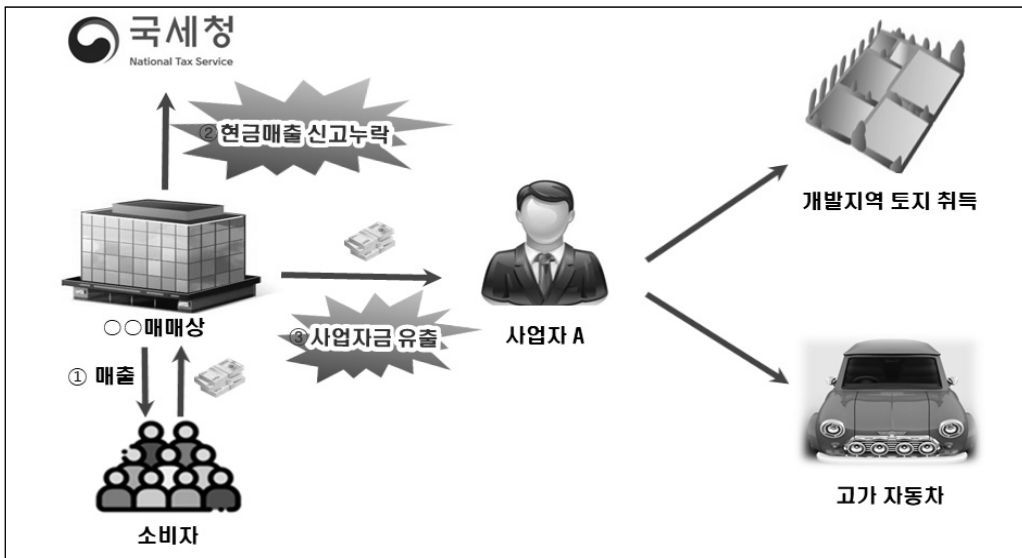 국세청
National Tax Service
② 현금매출 신고누락
개발지역 토지 취득
○○매매상
③ 사업자금 유출
사업자 A
① 매출
소비자
고가 자동차